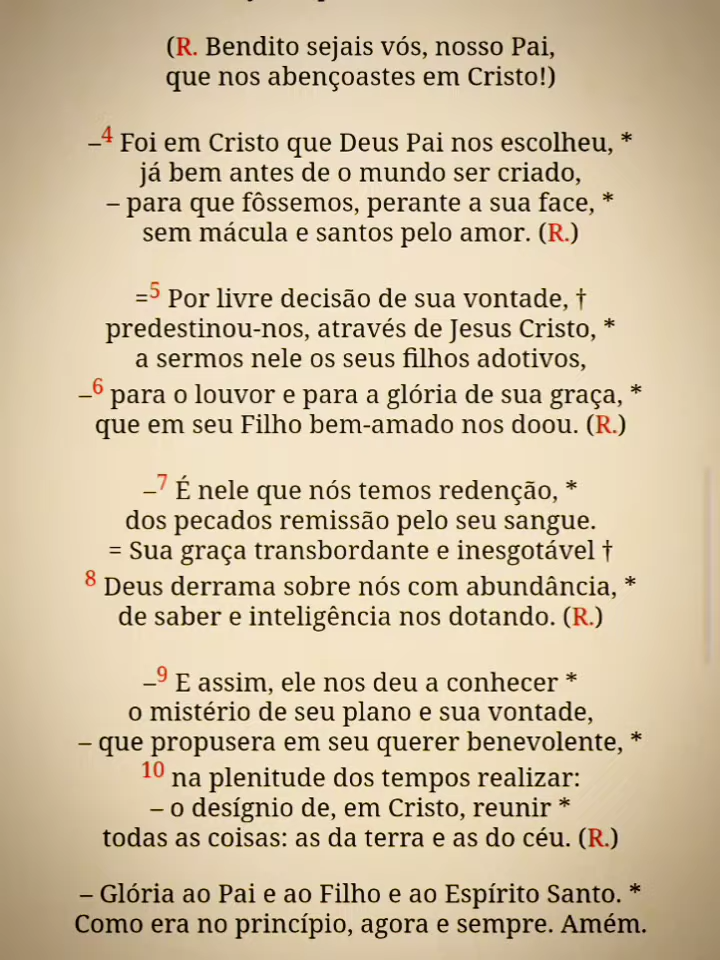 (R. Bendito sejais vós, nosso Pai,
que nos abençoastes em Cristo!)
–4 Foi em Cristo que Deus Pai nos escolheu, *
já bem antes de o mundo ser criado,
– para que fôssemos, perante a sua face, *
sem mácula e santos pelo amor. (R.)
=5 Por livre decisão de sua vontade, †
predestinou-nos, através de Jesus Cristo, *
a sermos nele os seus filhos adotivos,
–6 para o louvor e para a glória de sua graça, *
que em seu Filho bem-amado nos doou. (R.)
–7 É nele que nós temos redenção, *
dos pecados remissão pelo seu sangue.
= Sua graça transbordante e inesgotável †
8 Deus derrama sobre nós com abundância, *
de saber e inteligência nos dotando. (R.)
–9 E assim, ele nos deu a conhecer *
o mistério de seu plano e sua vontade,
– que propusera em seu querer benevolente, *
10 na plenitude dos tempos realizar:
– o desígnio de, em Cristo, reunir *
todas as coisas: as da terra e as do céu. (R.)
– Glória ao Pai e ao Filho e ao Espírito Santo. *
Como era no princípio, agora e sempre. Amém.